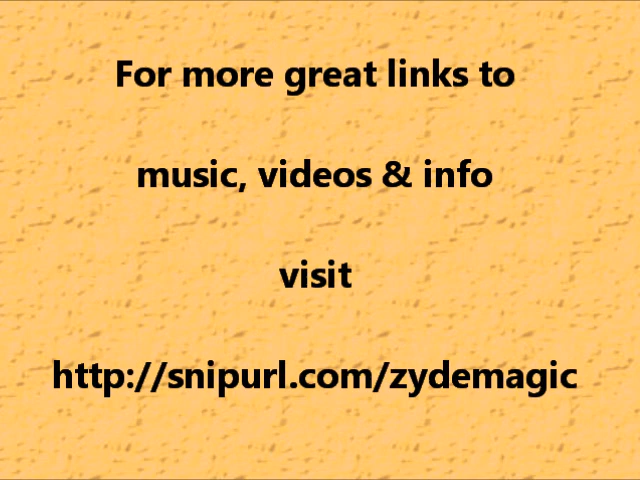 For more great links to
music, videos & info
visit
http://snipurl.com/zydemagic